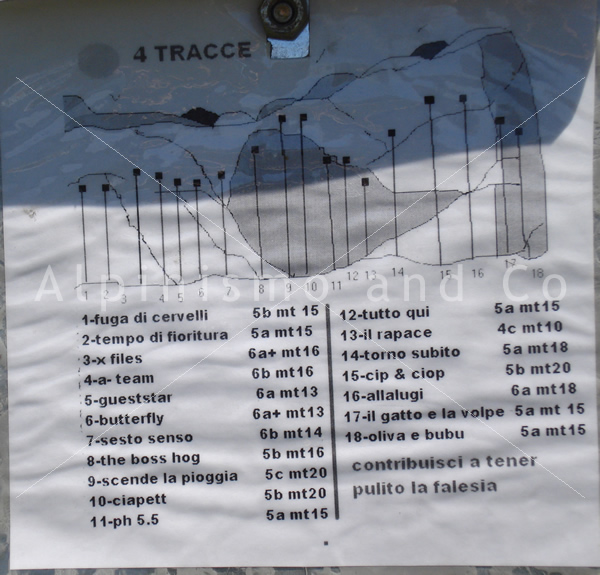 4 TRACCE
1 2 3 4 5 6 7 8 9 10 11 12 13 14 15 16 17 18
Alpinismo and Co
1-fuga di cervelli 5b mt 15
2-tempo di fioritura 5a mt15
3-x files 6a+ mt16
4-a- team 6b mt16
5-gueststar 6a mt13
6-butterfly 6a+ mt13
7-sesto senso 6b mt14
8-the boss hog 5b mt16
9-scende la pioggia 5c mt20
10-ciapett 5b mt20
11-ph 5.5 5a mt15
12-tutto qui 5a mt15
13-il rapace 4c mt10
14-torno subito 5a mt18
15-cip & ciop 5b mt20
16-allalugi 6a mt18
17-il gatto e la volpe 5a mt 15
18-oliva e bubu 5a mt15
contribuisci a tener
pulito la falesia